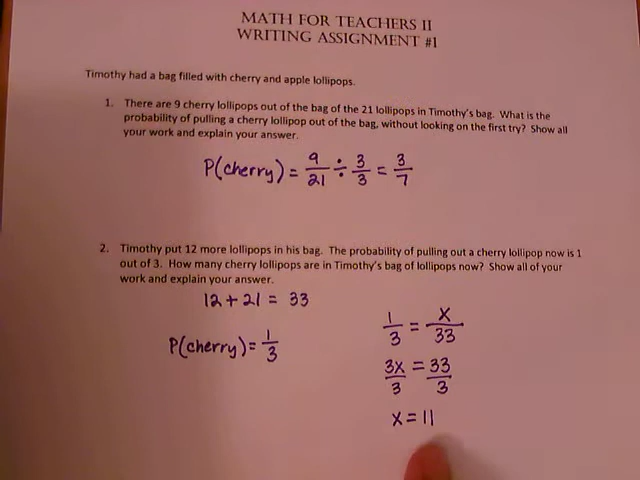 MATH FOR TEACHERS II
WRITING ASSIGNMENT #1
Timothy had a bag filled with cherry and apple lollipops.
1. There are 9 cherry lollipops out of the bag of the 21 lollipops in Timothy's bag. What is the
probability of pulling a cherry lollipop out of the bag, without looking on the first try? Show all
your work and explain your answer.
P(cherry) = 9/21 ÷ 3/3 = 3/7
2. Timothy put 12 more lollipops in his bag. The probability of pulling out a cherry lollipop now is 1
out of 3. How many cherry lollipops are in Timothy's bag of lollipops now? Show all of your
work and explain your answer.
12 + 21 = 33
P(cherry) = 1/3
1/3 = x/33
3x/3 = 33/3
x = 11